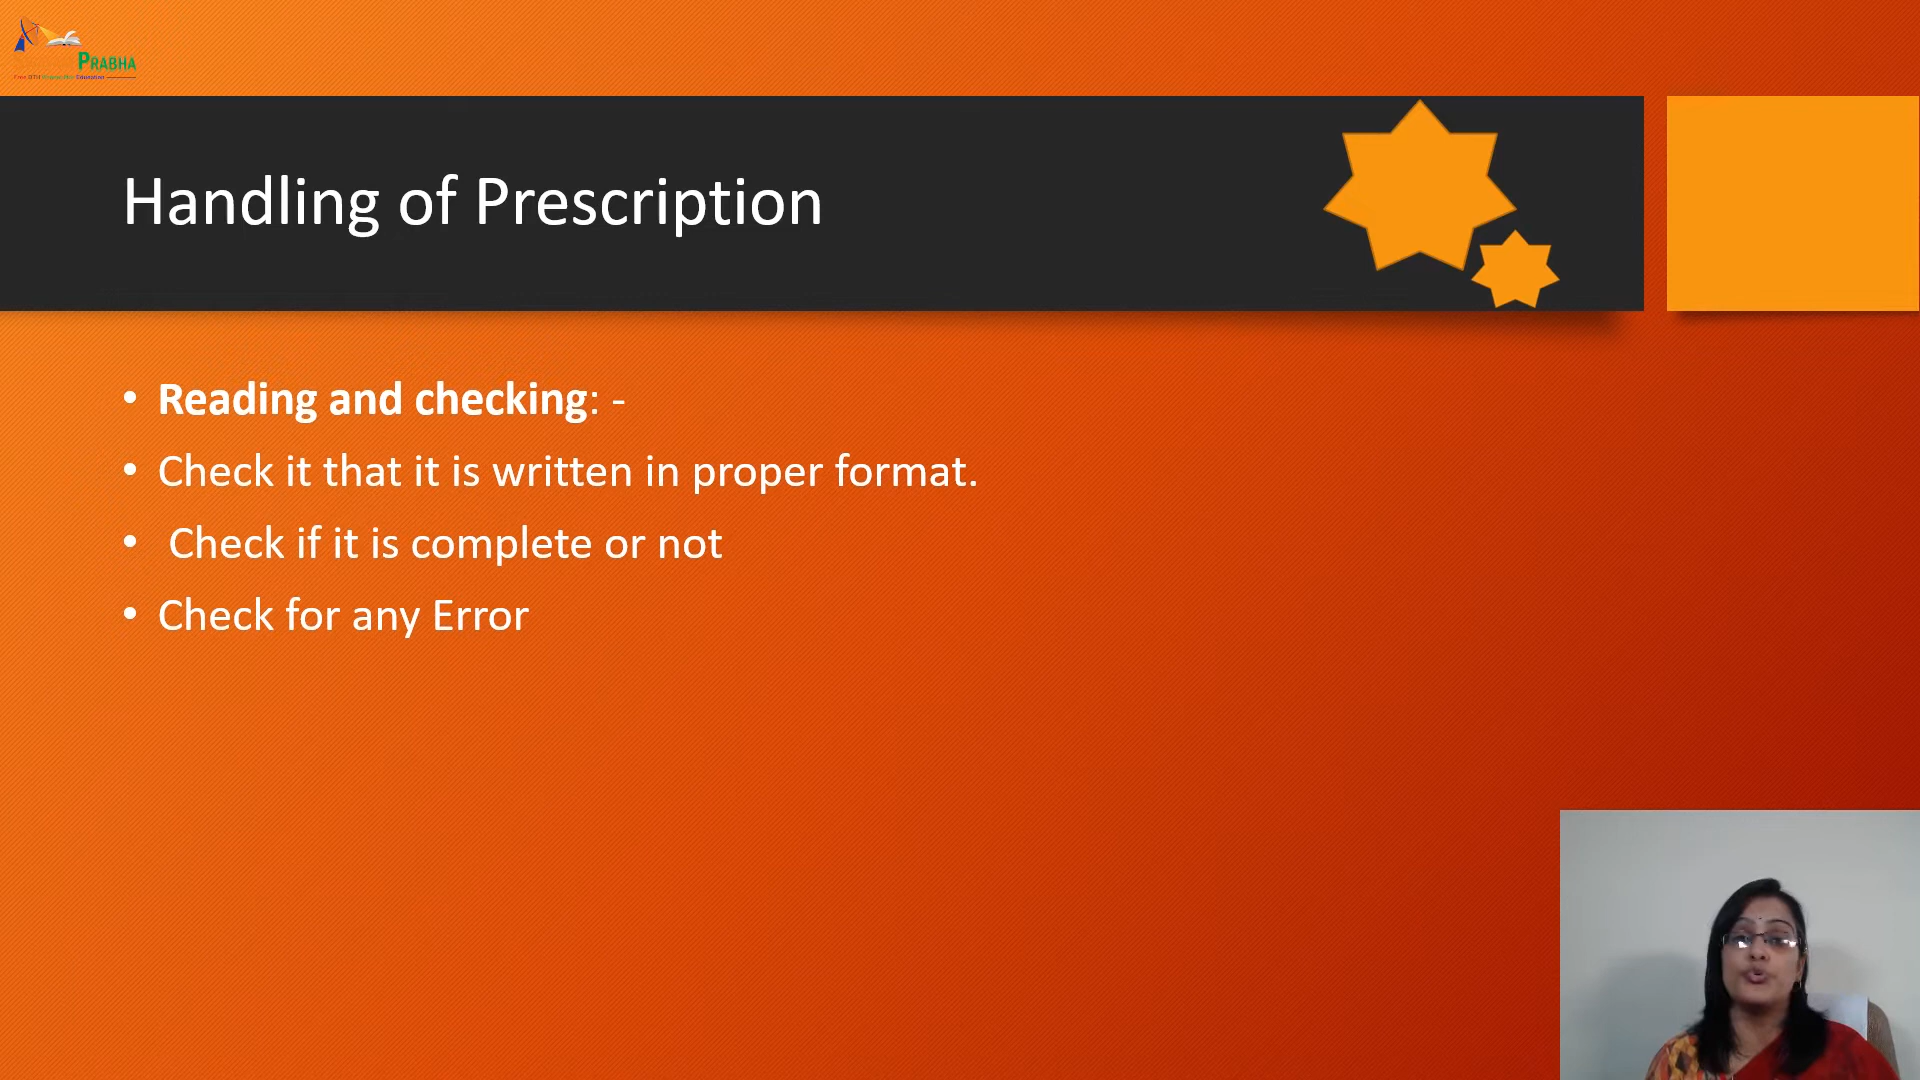 PRABHA
Handling of Prescription
• Reading and checking: -
• Check it that it is written in proper format.
• Check if it is complete or not
• Check for any Error